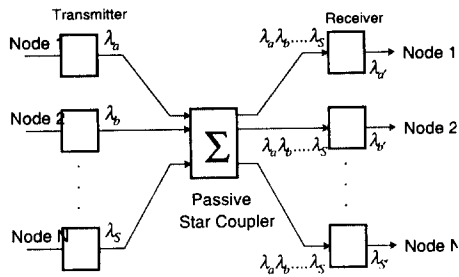 Transmitter
Receiver
Node 1
λa
λaλb....λS
λa'
Node 1
Node 2
λb
Σ
λaλb....λS
λb'
Node 2
Passive
Star Coupler
Node N
λS
λaλb....λS
λS'
Node N